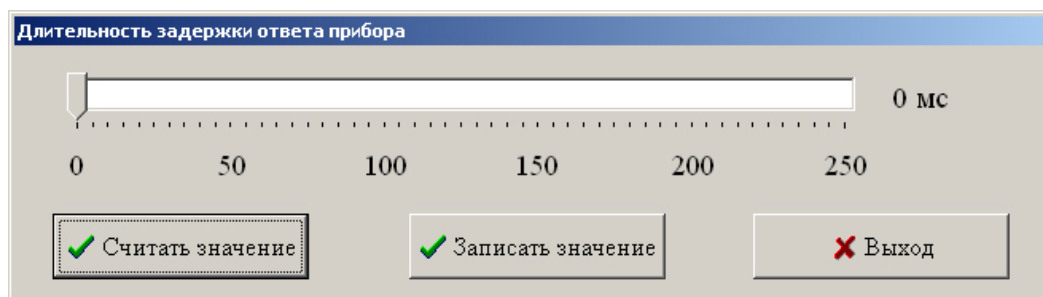 Длительность задержки ответа прибора
0 мс
0 50 100 150 200 250
Считать значение Записать значение Выход